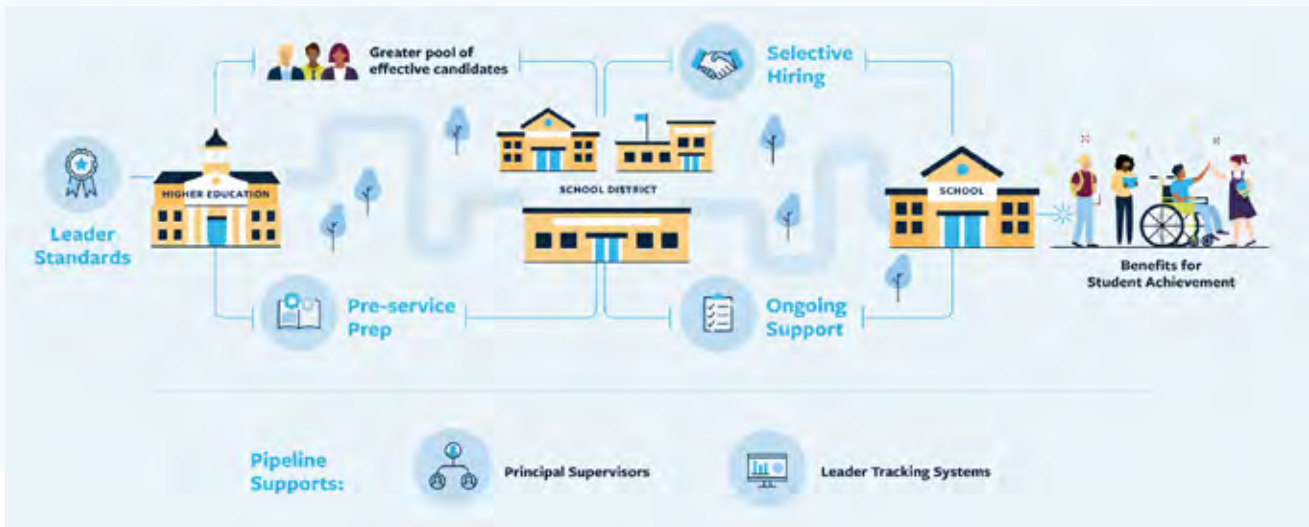 Greater pool of
effective candidates
Selective
Hiring
HIGHER EDUCATION
SCHOOL DISTRICT
SCHOOL
Leader
Standards
Benefits for
Student Achievement
Pre-service
Prep
Ongoing
Support
Pipeline
Supports:
Principal Supervisors
Leader Tracking Systems